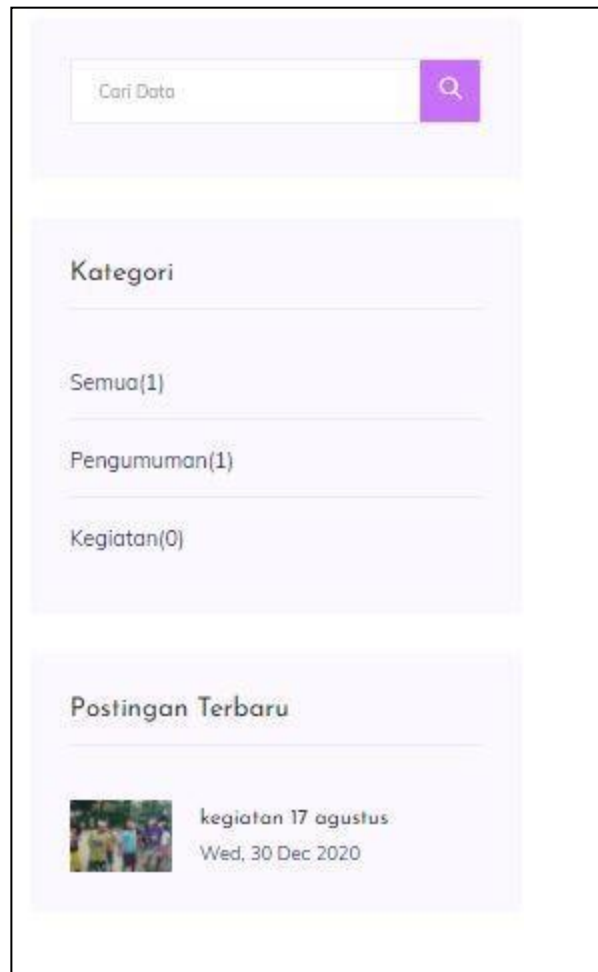 Cari Data
Kategori
Semua(1)
Pengumuman(1)
Kegiatan(0)
Postingan Terbaru
kegiatan 17 agustus
Wed, 30 Dec 2020